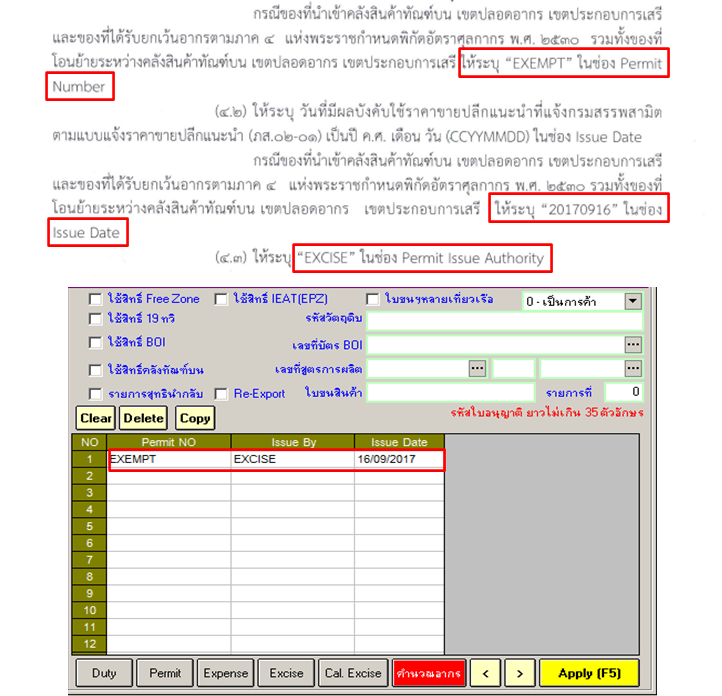 กรณีของที่นำเข้าคลังสินค้าทัณฑ์บน เขตปลอดอากร เขตประกอบการเสรี
และของที่ได้รับยกเว้นอากรตามภาค ๔ แห่งพระราชกำหนดพิกัดอัตราศุลกากร พ.ศ. ๒๕๓๐ รวมทั้งของที่
โอนย้ายระหว่างคลังสินค้าทัณฑ์บน เขตปลอดอากร เขตประกอบการเสรี ให้ระบุ “EXEMPT” ในช่อง Permit
Number
(๔.๒) ให้ระบุ วันที่มีผลบังคับใช้ราคาขายปลีกแนะนำที่แจ้งกรมสรรพสามิต
ตามแบบแจ้งราคาขายปลีกแนะนำ (ภส.๐๒-๐๑) เป็นปี ค.ศ. เดือน วัน (CCYYMMDD) ในช่อง Issue Date
กรณีของที่นำเข้าคลังสินค้าทัณฑ์บน เขตปลอดอากร เขตประกอบการเสรี
และของที่ได้รับยกเว้นอากรตามภาค ๔ แห่งพระราชกำหนดพิกัดอัตราศุลกากร พ.ศ. ๒๕๓๐ รวมทั้งของที่
โอนย้ายระหว่างคลังสินค้าทัณฑ์บน เขตปลอดอากร เขตประกอบการเสรี ให้ระบุ “20170916” ในช่อง
Issue Date
(๔.๓) ให้ระบุ “EXCISE” ในช่อง Permit Issue Authority
ใช้สิทธิ์ Free Zone ใช้สิทธิ์ IEAT(EPZ) ใบขนฯหลายเที่ยวเรือ 0 - เป็นการค้า
ใช้สิทธิ์ 19 ทวิ รหัสวัตถุดิบ
ใช้สิทธิ์ BOI เลขที่บัตร BOI ...
ใช้สิทธิ์คลังทัณฑ์บน เลขที่สูตรการผลิต ... ...
รายการสุทธินำกลับ Re-Export ใบขนสินค้า รายการที่ 0
Clear Delete Copy รหัสใบอนุญาติ ยาวไม่เกิน 35 ตัวอักษร
NO Permit NO Issue By Issue Date
1 EXEMPT EXCISE 16/09/2017
2
3
4
5
6
7
8
9
10
11
12
Duty Permit Expense Excise Cal. Excise คำนวณอากร < > Apply (F5)